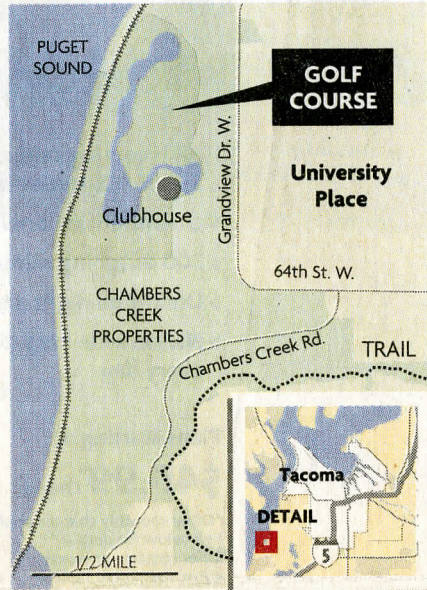 PUGET
SOUND
GOLF
COURSE
Grandview Dr. W.
University
Place
Clubhouse
64th St. W.
CHAMBERS
CREEK
PROPERTIES
Chambers Creek Rd.
TRAIL
Tacoma
DETAIL
5
1/2 MILE